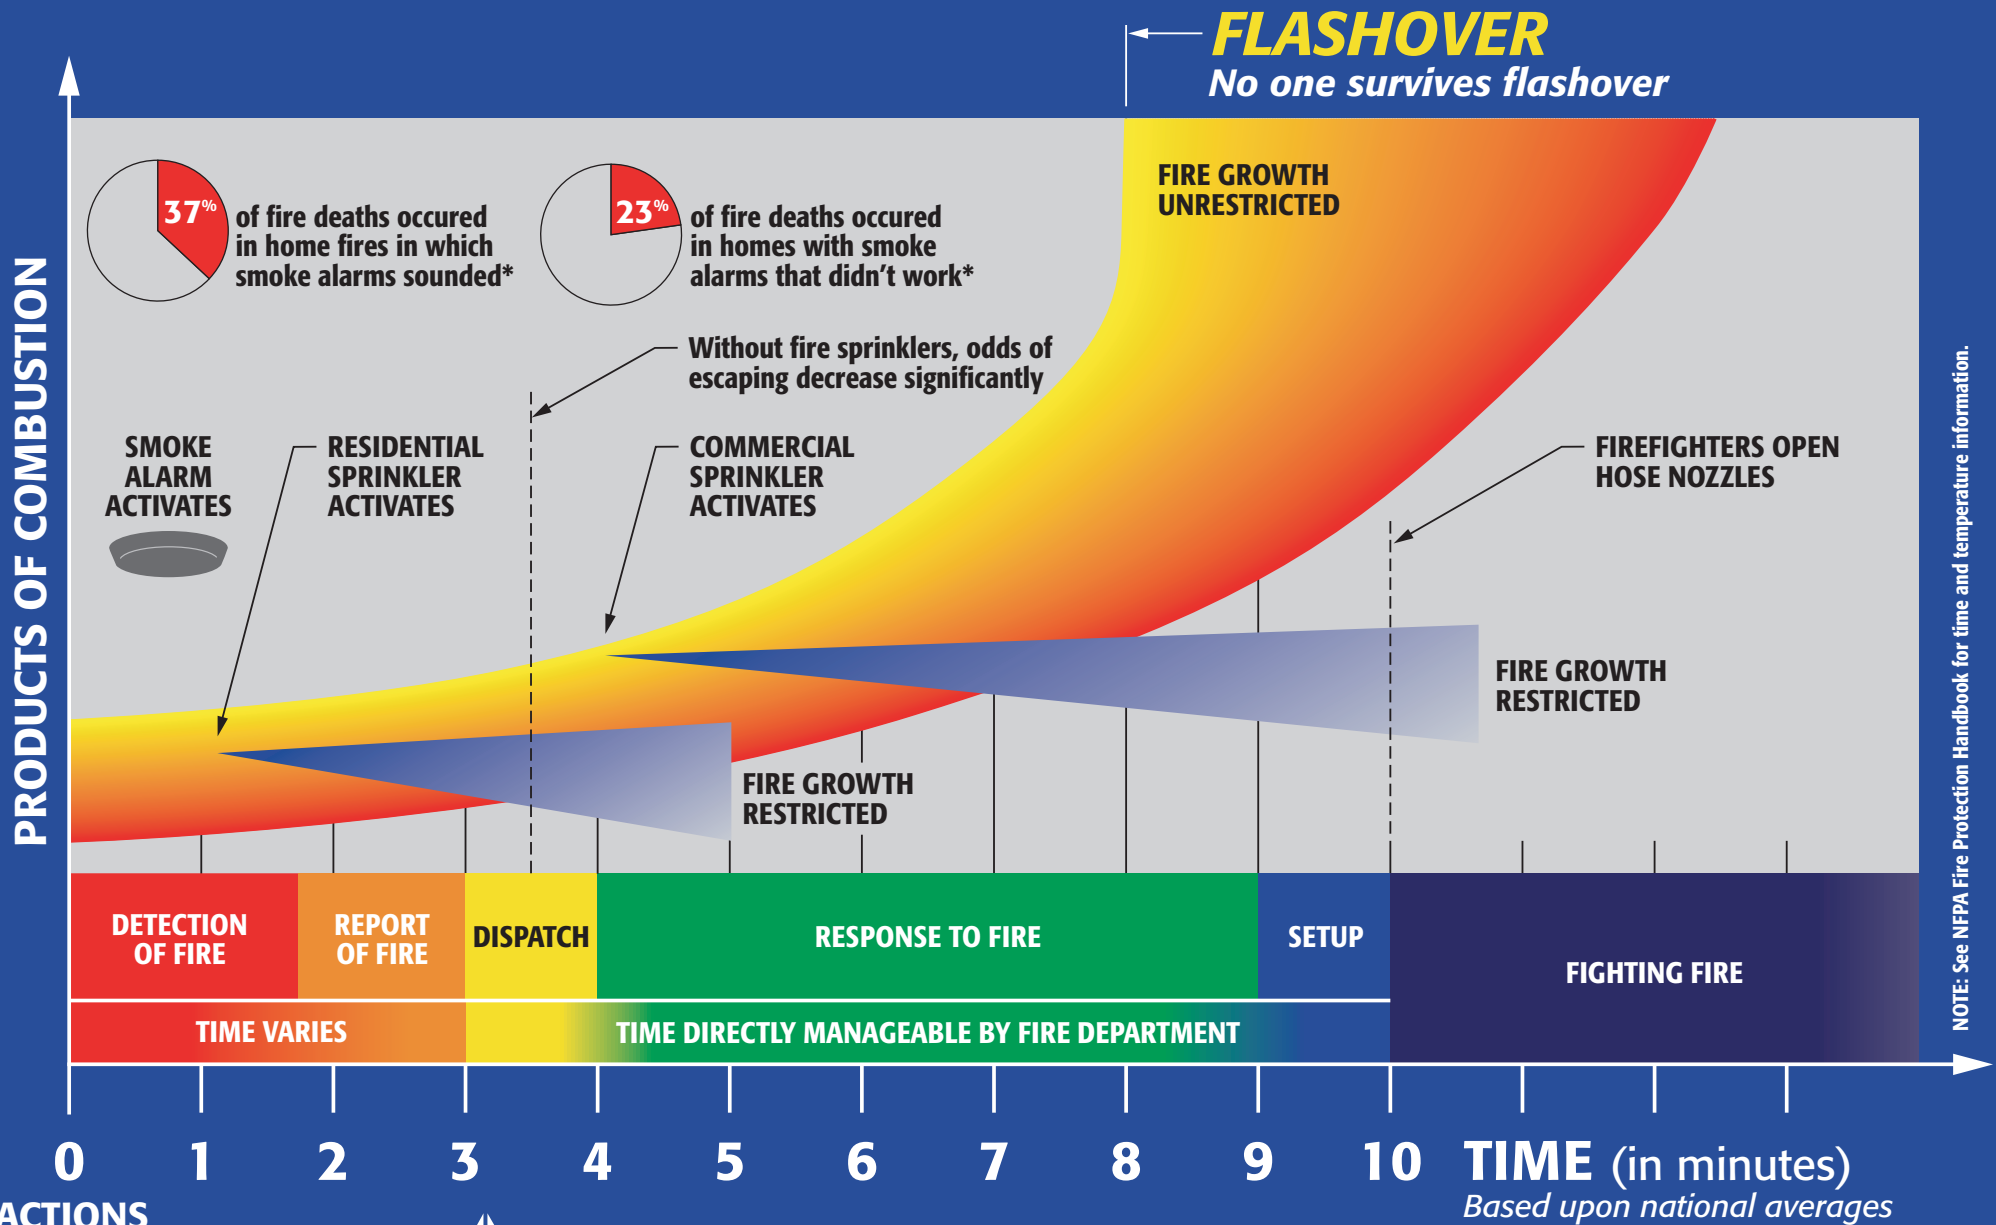 FLASHOVER
No one survives flashover
37%
of fire deaths occured
in home fires in which
smoke alarms sounded*
23%
of fire deaths occured
in homes with smoke
alarms that didn't work*
FIRE GROWTH
UNRESTRICTED
Without fire sprinklers, odds of
escaping decrease significantly
SMOKE
ALARM
ACTIVATES
RESIDENTIAL
SPRINKLER
ACTIVATES
COMMERCIAL
SPRINKLER
ACTIVATES
FIREFIGHTERS OPEN
HOSE NOZZLES
FIRE GROWTH
RESTRICTED
FIRE GROWTH
RESTRICTED
PRODUCTS OF COMBUSTION
NOTE: See NFPA Fire Protection Handbook for time and temperature information.
DETECTION
OF FIRE
REPORT
OF FIRE
DISPATCH
RESPONSE TO FIRE
SETUP
FIGHTING FIRE
TIME VARIES
TIME DIRECTLY MANAGEABLE BY FIRE DEPARTMENT
0 1 2 3 4 5 6 7 8 9 10 TIME (in minutes)
Based upon national averages
ACTIONS